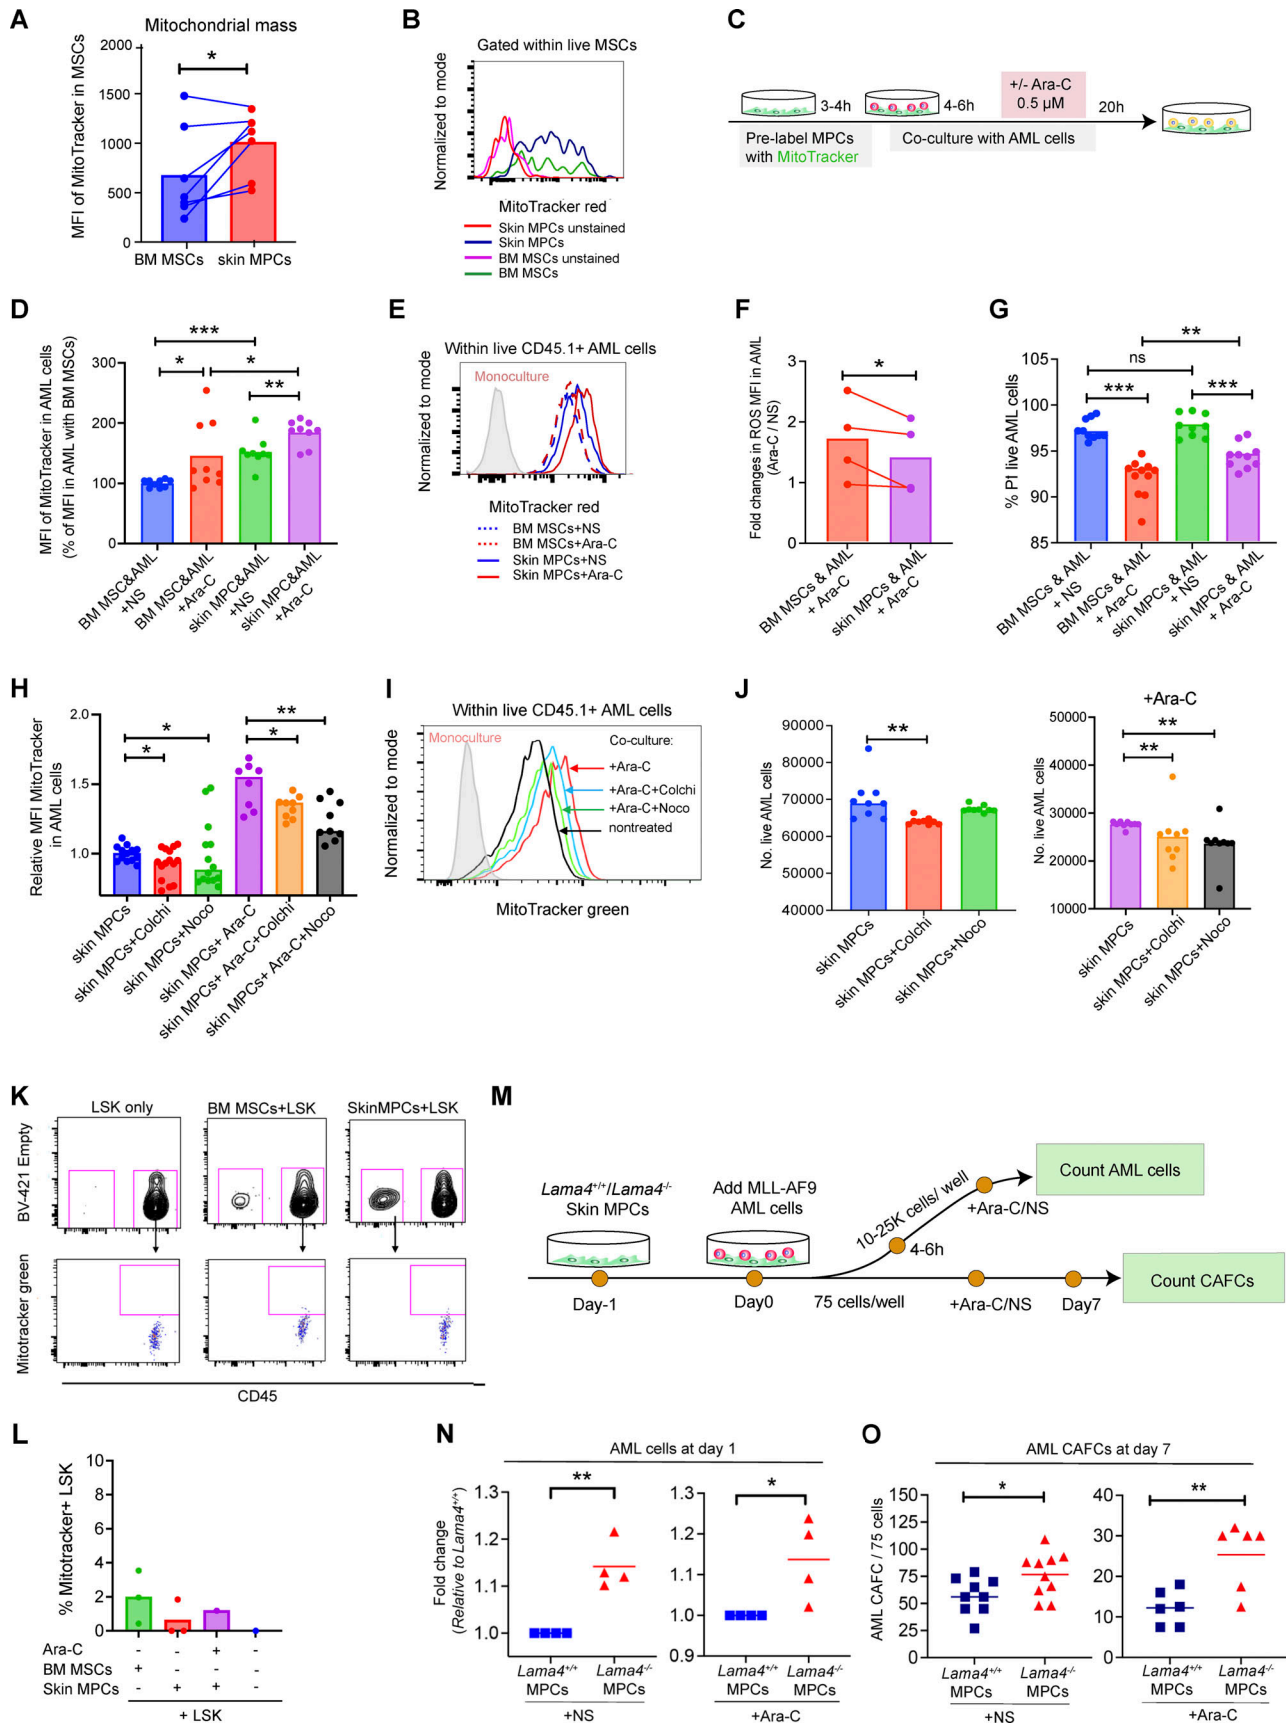 A
Mitochondrial mass
MFI of MitoTracker in MSCs
2000
1500
1000
500
0
*
BM MSCs
skin MPCs
B
Gated within live MSCs
Normalized to mode
MitoTracker red
Skin MPCs unstained
Skin MPCs
BM MSCs unstained
BM MSCs
C
+/- Ara-C
0.5 µM
3-4h
4-6h
20h
Pre-label MPCs
with MitoTracker
Co-culture with AML cells
D
MFI of MitoTracker in AML cells
(% of MFI in AML with BM MSCs)
300
200
100
0
***
*
*
**
BM MSC&AML
+NS
BM MSC&AML
+Ara-C
skin MPC&AML
+NS
skin MPC&AML
+Ara-C
E
Within live CD45.1+ AML cells
Monoculture
Normalized to mode
MitoTracker red
BM MSCs+NS
BM MSCs+Ara-C
Skin MPCs+NS
Skin MPCs+Ara-C
F
Fold changes in ROS MFI in AML
(Ara-C / NS)
3
2
1
0
*
BM MSCs & AML
+ Ara-C
skin MPCs & AML
+ Ara-C
G
% PI live AML cells
105
100
95
90
85
**
ns
***
***
BM MSCs & AML
+ NS
BM MSCs & AML
+ Ara-C
skin MPCs & AML
+ NS
skin MPCs & AML
+ Ara-C
H
Relative MFI MitoTracker
in AML cells
2.0
1.5
1.0
*
*
**
*
skin MPCs
skin MPCs+Colchi
skin MPCs+Noco
skin MPCs+ Ara-C
skin MPCs+ Ara-C+Colchi
skin MPCs+ Ara-C+Noco
I
Within live CD45.1+ AML cells
Monoculture
Co-culture:
+Ara-C
+Ara-C+Colchi
+Ara-C+Noco
nontreated
Normalized to mode
MitoTracker green
J
No. live AML cells
90000
80000
70000
60000
50000
40000
**
skin MPCs
skin MPCs+Colchi
skin MPCs+Noco
+Ara-C
No. live AML cells
50000
40000
30000
20000
10000
**
**
skin MPCs
skin MPCs+Colchi
skin MPCs+Noco
K
LSK only
BM MSCs+LSK
SkinMPCs+LSK
BV-421 Empty
Mitotracker green
CD45
M
Lama4+/+/Lama4-/-
Skin MPCs
Add MLL-AF9
AML cells
10-25K cells/ well
4-6h
+Ara-C/NS
Count AML cells
Day-1
Day0
75 cells/well
+Ara-C/NS
Day7
Count CAFCs
L
% Mitotracker+ LSK
10
8
6
4
2
0
Ara-C - - + -
BM MSCs + - - -
Skin MPCs - + + -
+ LSK
N
AML cells at day 1
Fold change
(Relative to Lama4+/+)
1.3
1.2
1.1
1.0
**
Lama4+/+
MPCs
Lama4-/-
MPCs
+NS
1.3
1.2
1.1
1.0
0.9
*
Lama4+/+
MPCs
Lama4-/-
MPCs
+Ara-C
O
AML CAFCs at day 7
AML CAFC / 75 cells
150
125
100
75
50
25
0
*
Lama4+/+
MPCs
Lama4-/-
MPCs
+NS
40
30
20
10
0
**
Lama4+/+
MPCs
Lama4-/-
MPCs
+Ara-C